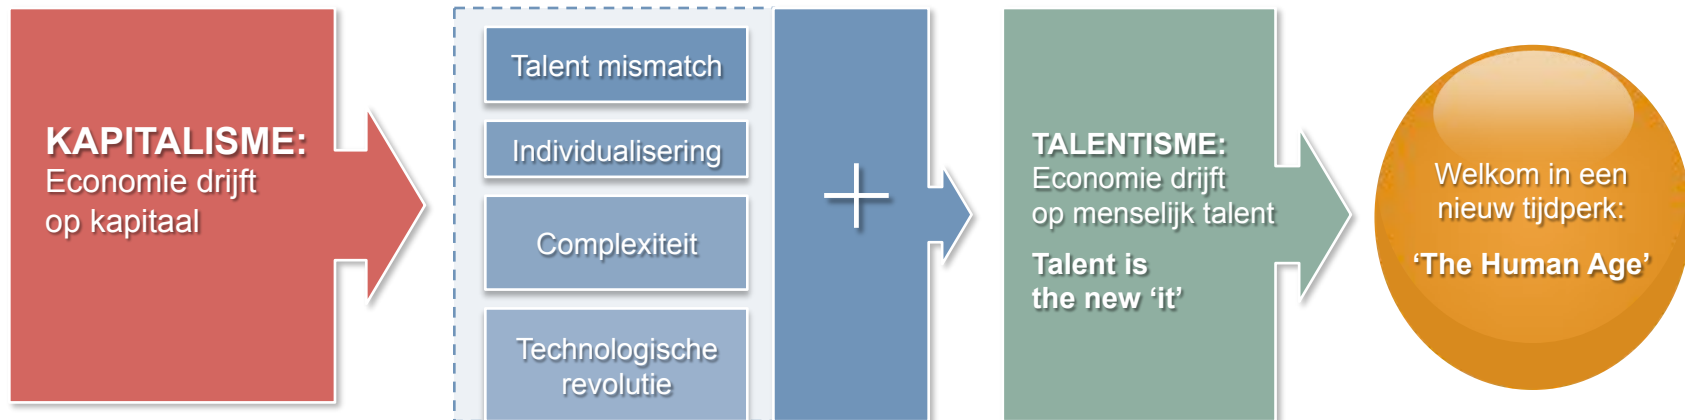 KAPITALISME:
Economie drijft
op kapitaal
Talent mismatch
Individualisering
Complexiteit
Technologische
revolutie
+
TALENTISME:
Economie drijft
op menselijk talent
Talent is
the new ‘it’
Welkom in een
nieuw tijdperk:
‘The Human Age’